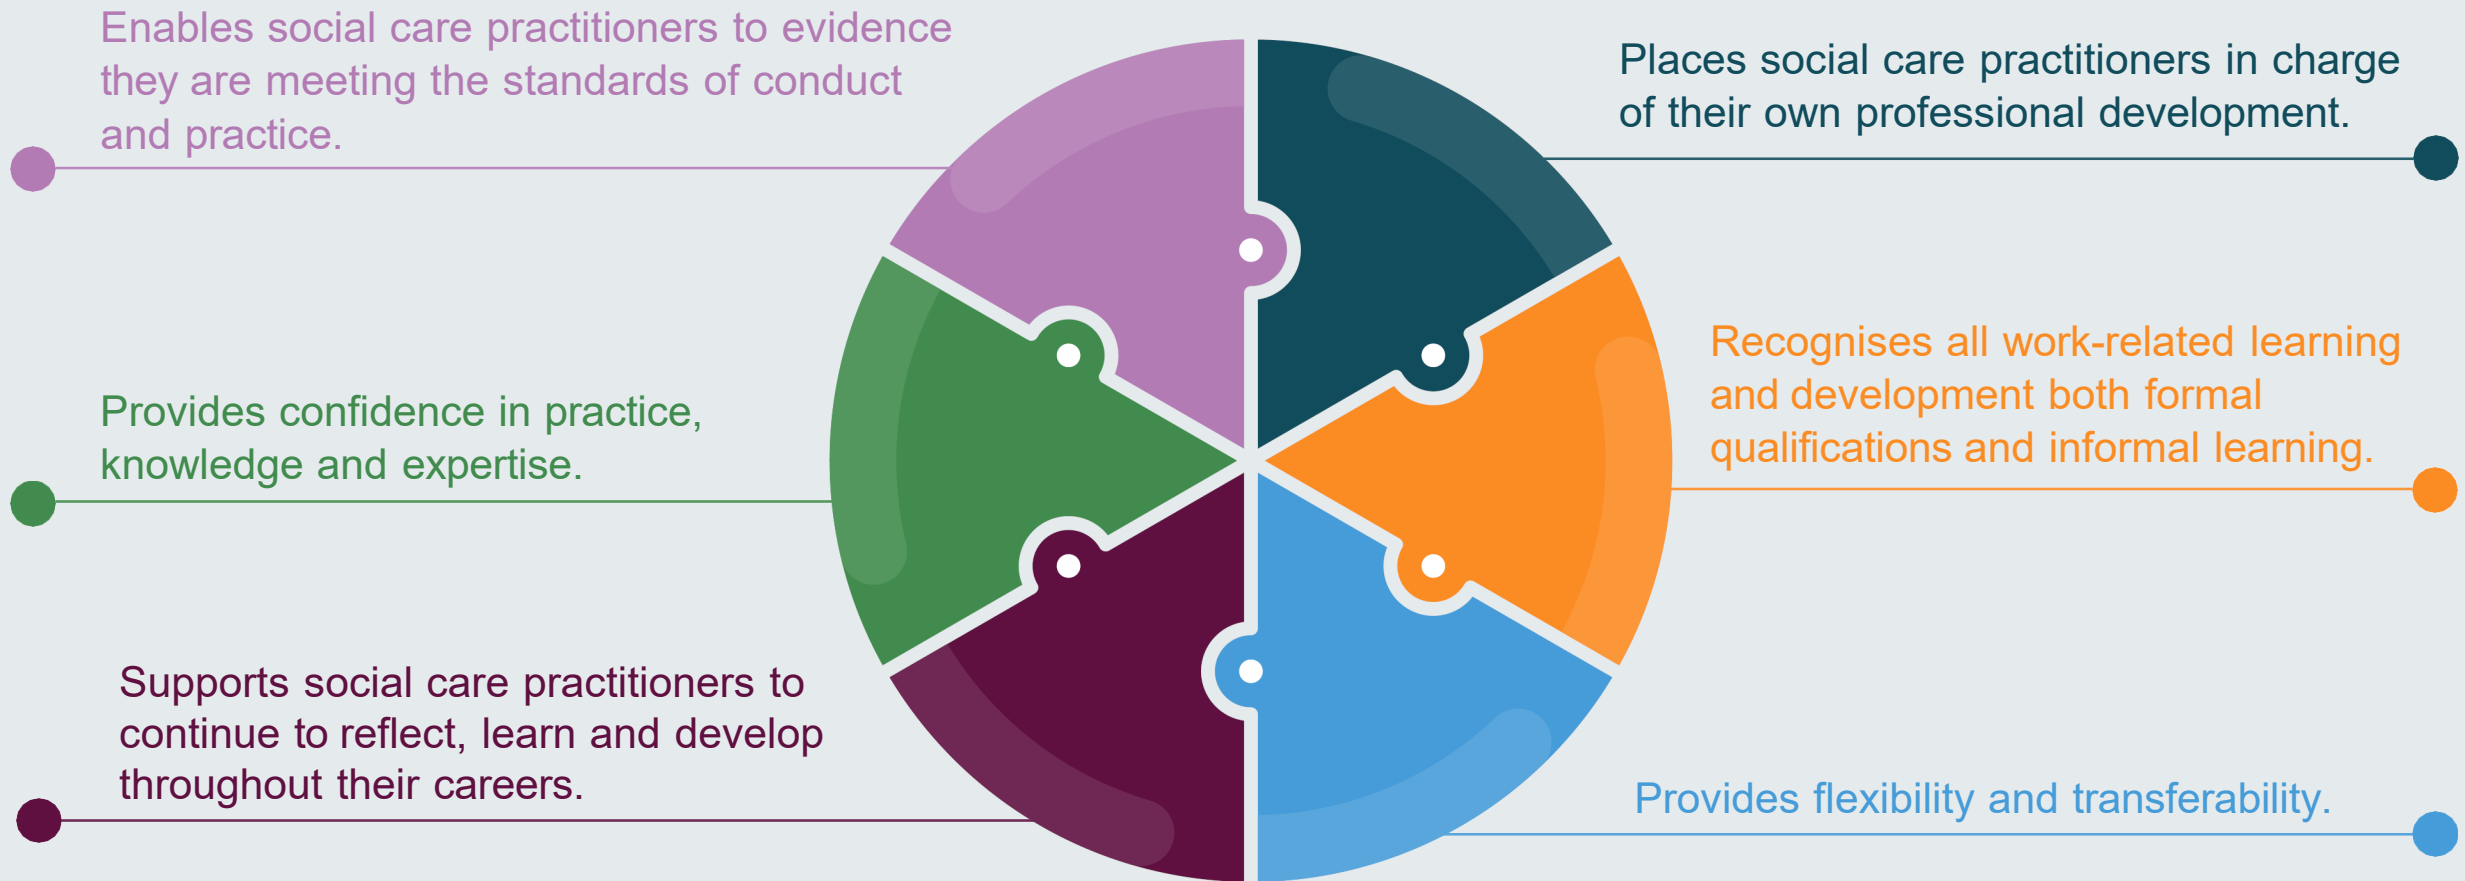 Enables social care practitioners to evidence
they are meeting the standards of conduct
and practice.
Places social care practitioners in charge
of their own professional development.
Provides confidence in practice,
knowledge and expertise.
Recognises all work-related learning
and development both formal
qualifications and informal learning.
Supports social care practitioners to
continue to reflect, learn and develop
throughout their careers.
Provides flexibility and transferability.